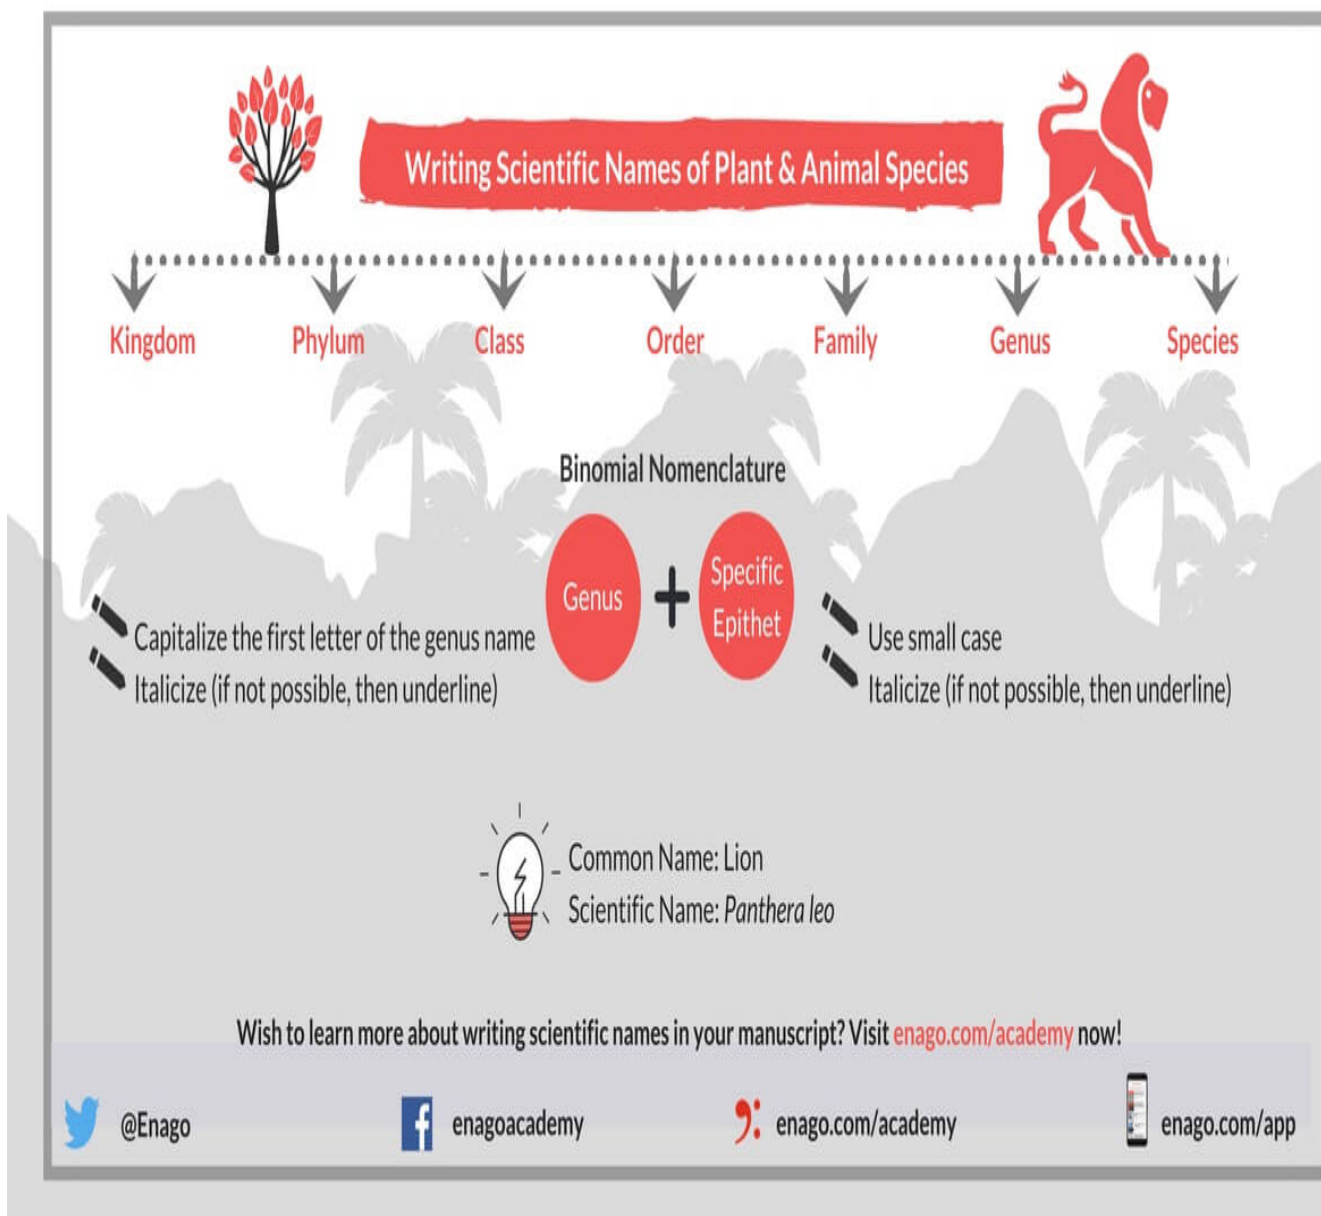 Writing Scientific Names of Plant & Animal Species
Kingdom Phylum Class Order Family Genus Species
Binomial Nomenclature
Genus + Specific Epithet
Capitalize the first letter of the genus name
Italicize (if not possible, then underline)
Use small case
Italicize (if not possible, then underline)
Common Name: Lion
Scientific Name: Panthera leo
Wish to learn more about writing scientific names in your manuscript? Visit enago.com/academy now!
@Enago enagoacademy enago.com/academy enago.com/app